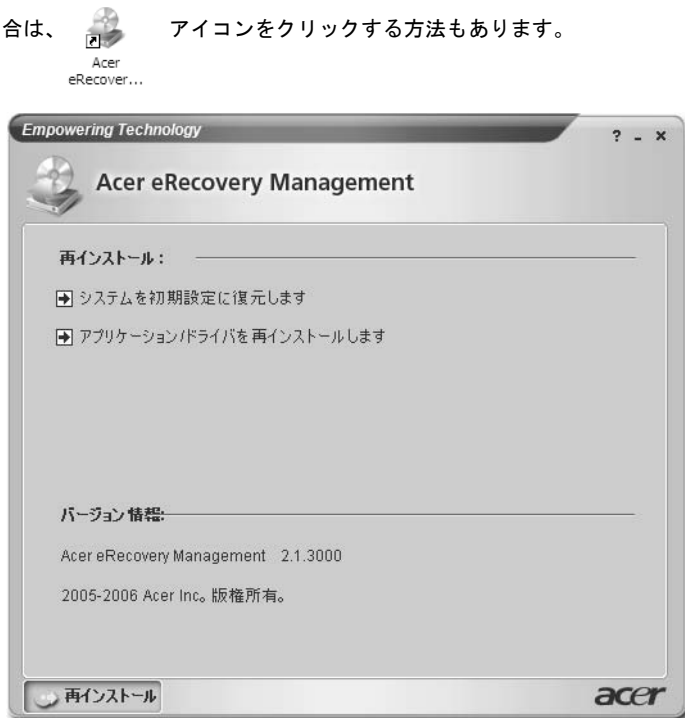 合は、 アイコンをクリックする方法もあります。
Acer
eRecover...
Empowering Technology
? - ×
Acer eRecovery Management
再インストール：
システムを初期設定に復元します
アプリケーション/ドライバを再インストールします
バージョン情報:
Acer eRecovery Management 2.1.3000
2005-2006 Acer Inc。版権所有。
再インストール
acer